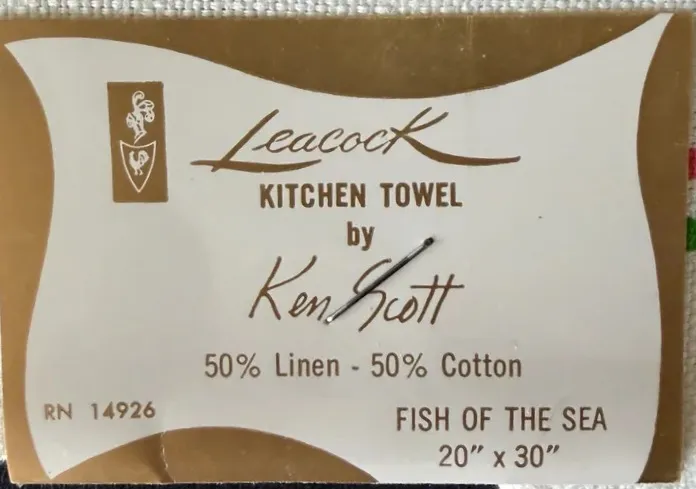 Leacock
KITCHEN TOWEL
by
Ken Scott
50% Linen - 50% Cotton
RN 14926
FISH OF THE SEA
20" x 30"